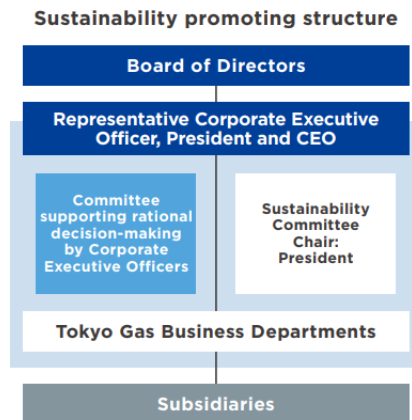 Sustainability promoting structure
Board of Directors
Representative Corporate Executive
Officer, President and CEO
Committee
supporting rational
decision-making
by Corporate
Executive Officers
Sustainability
Committee
Chair:
President
Tokyo Gas Business Departments
Subsidiaries